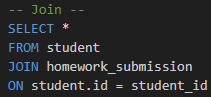 -- Join --
SELECT *
FROM student
JOIN homework_submission
ON student.id = student_id